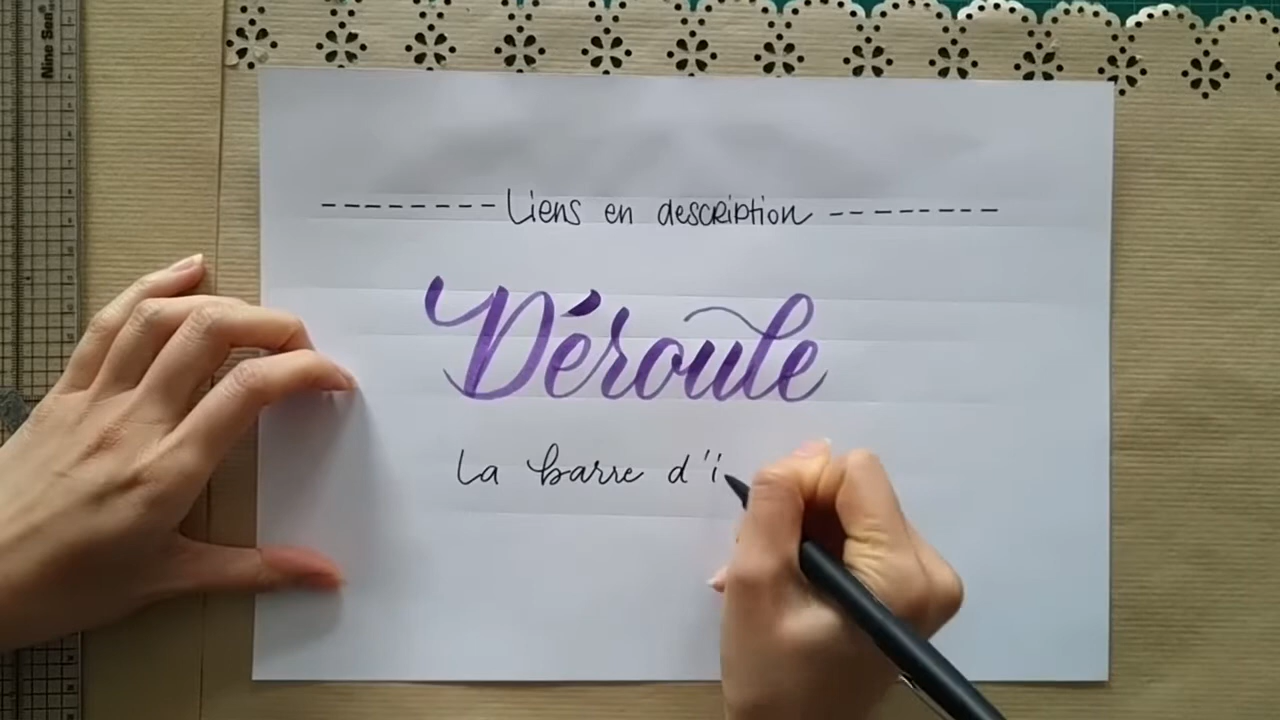 -------- Liens en description --------
Déroule
La barre d'i